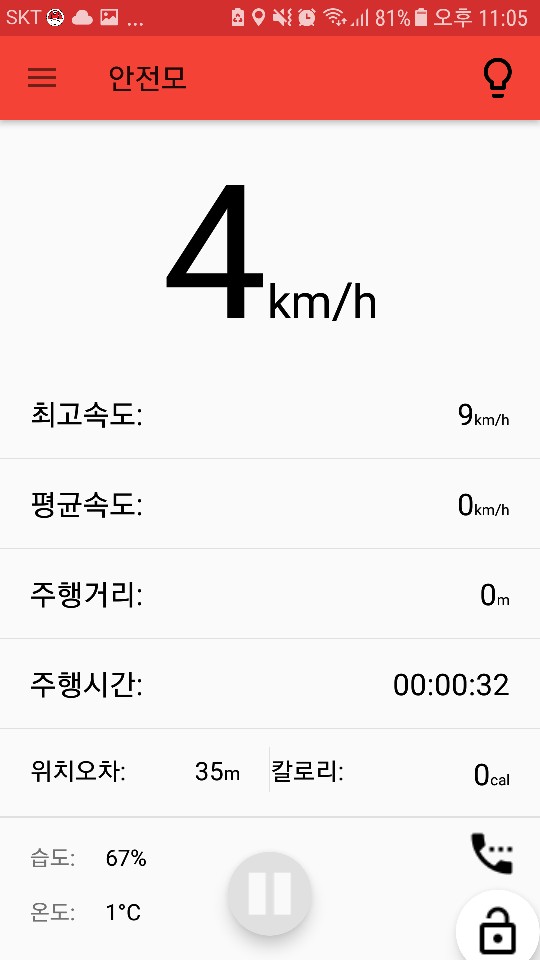 SKT ... 81% 오후 11:05
안전모
4km/h
최고속도: 9km/h
평균속도: 0km/h
주행거리: 0m
주행시간: 00:00:32
위치오차: 35m 칼로리: 0cal
습도: 67%
온도: 1°C